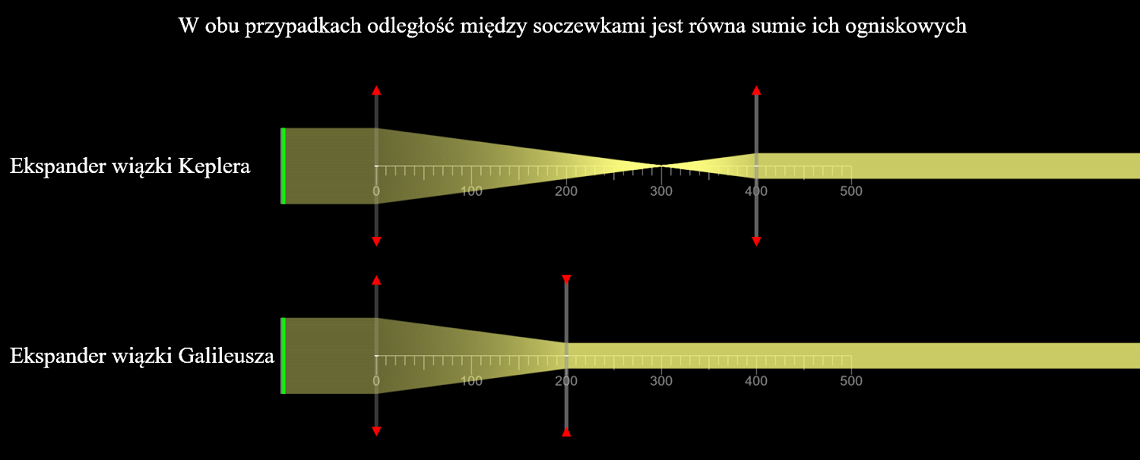 W obu przypadkach odległość między soczewkami jest równa sumie ich ogniskowych
Ekspander wiązki Keplera
0 100 200 300 400 500
Ekspander wiązki Galileusza
0 100 200 300 400 500